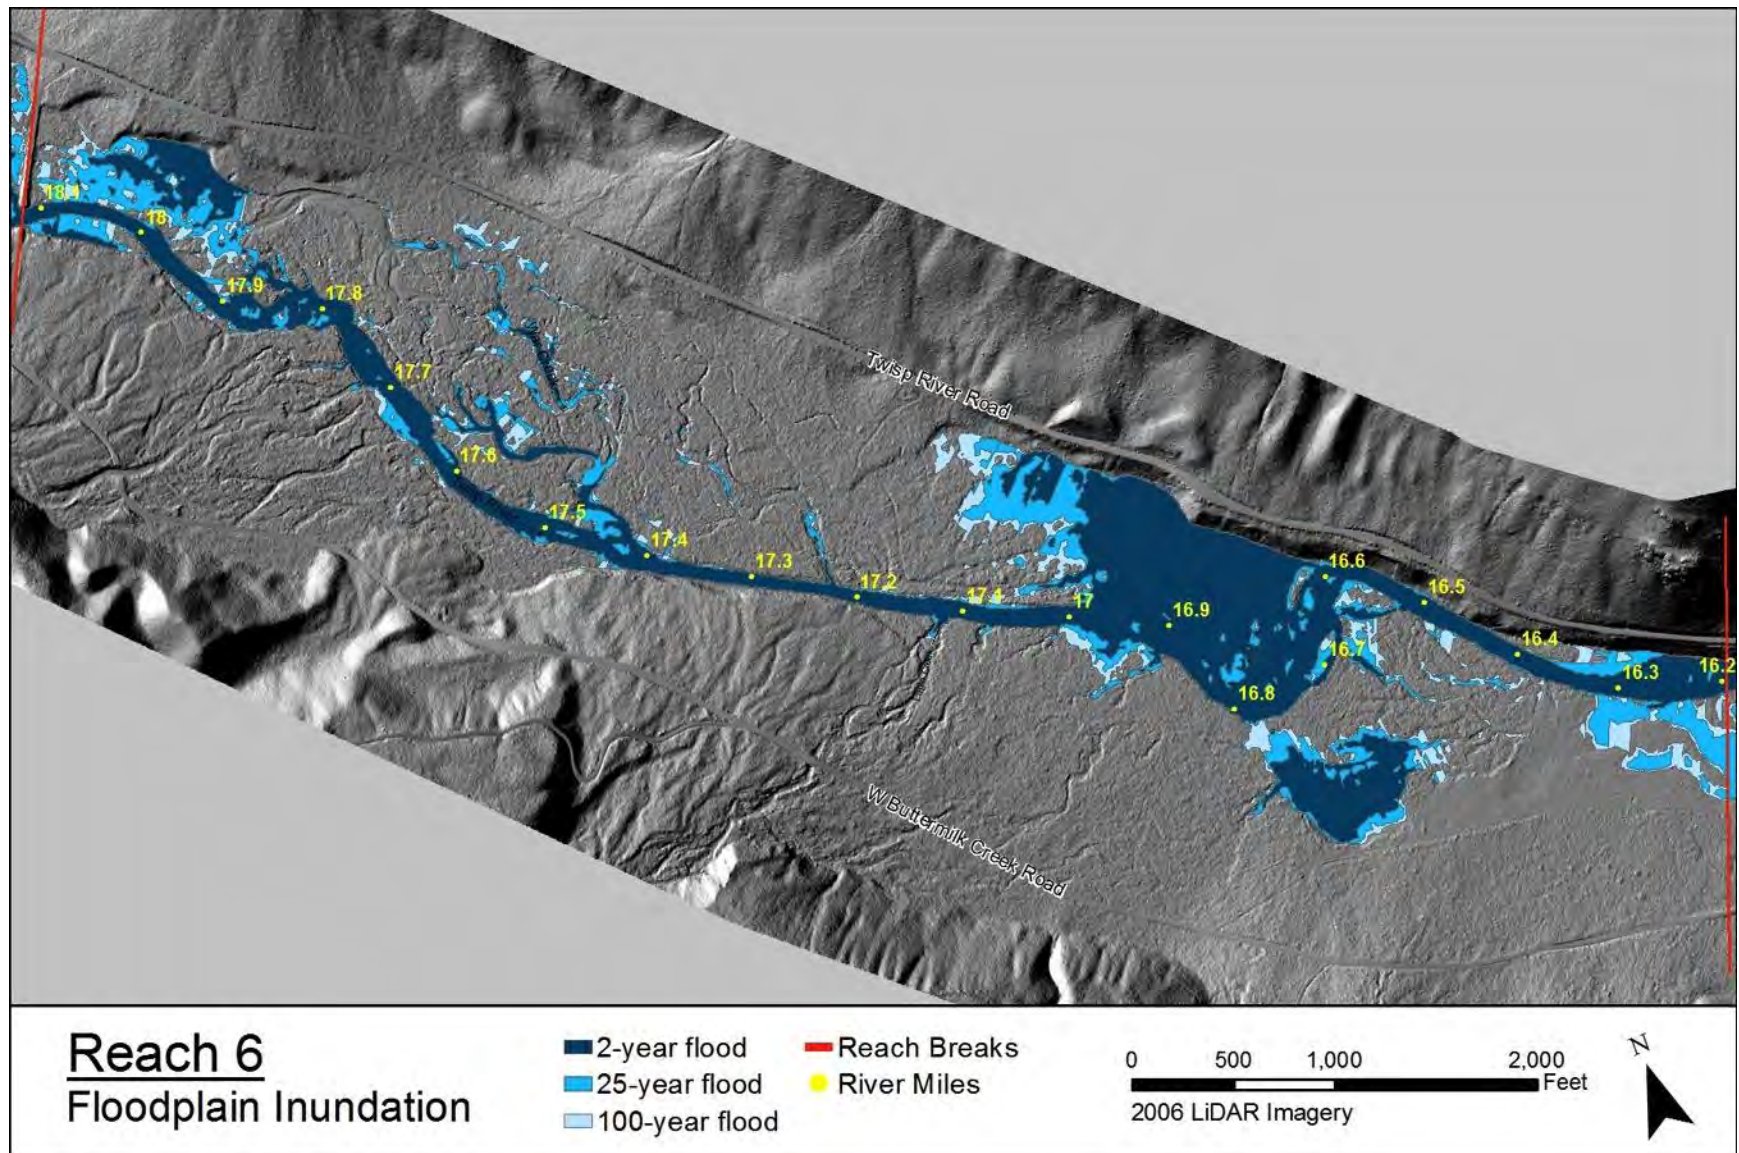 18.1
18
17.9
17.8
17.7
17.6
17.5
17.4
17.3
17.2
17.1
17
16.9
16.8
16.7
16.6
16.5
16.4
16.3
16.2
Twisp River Road
W Buttermilk Creek Road
Reach 6
Floodplain Inundation
2-year flood
25-year flood
100-year flood
Reach Breaks
River Miles
0 500 1,000 2,000
Feet
2006 LiDAR Imagery
N